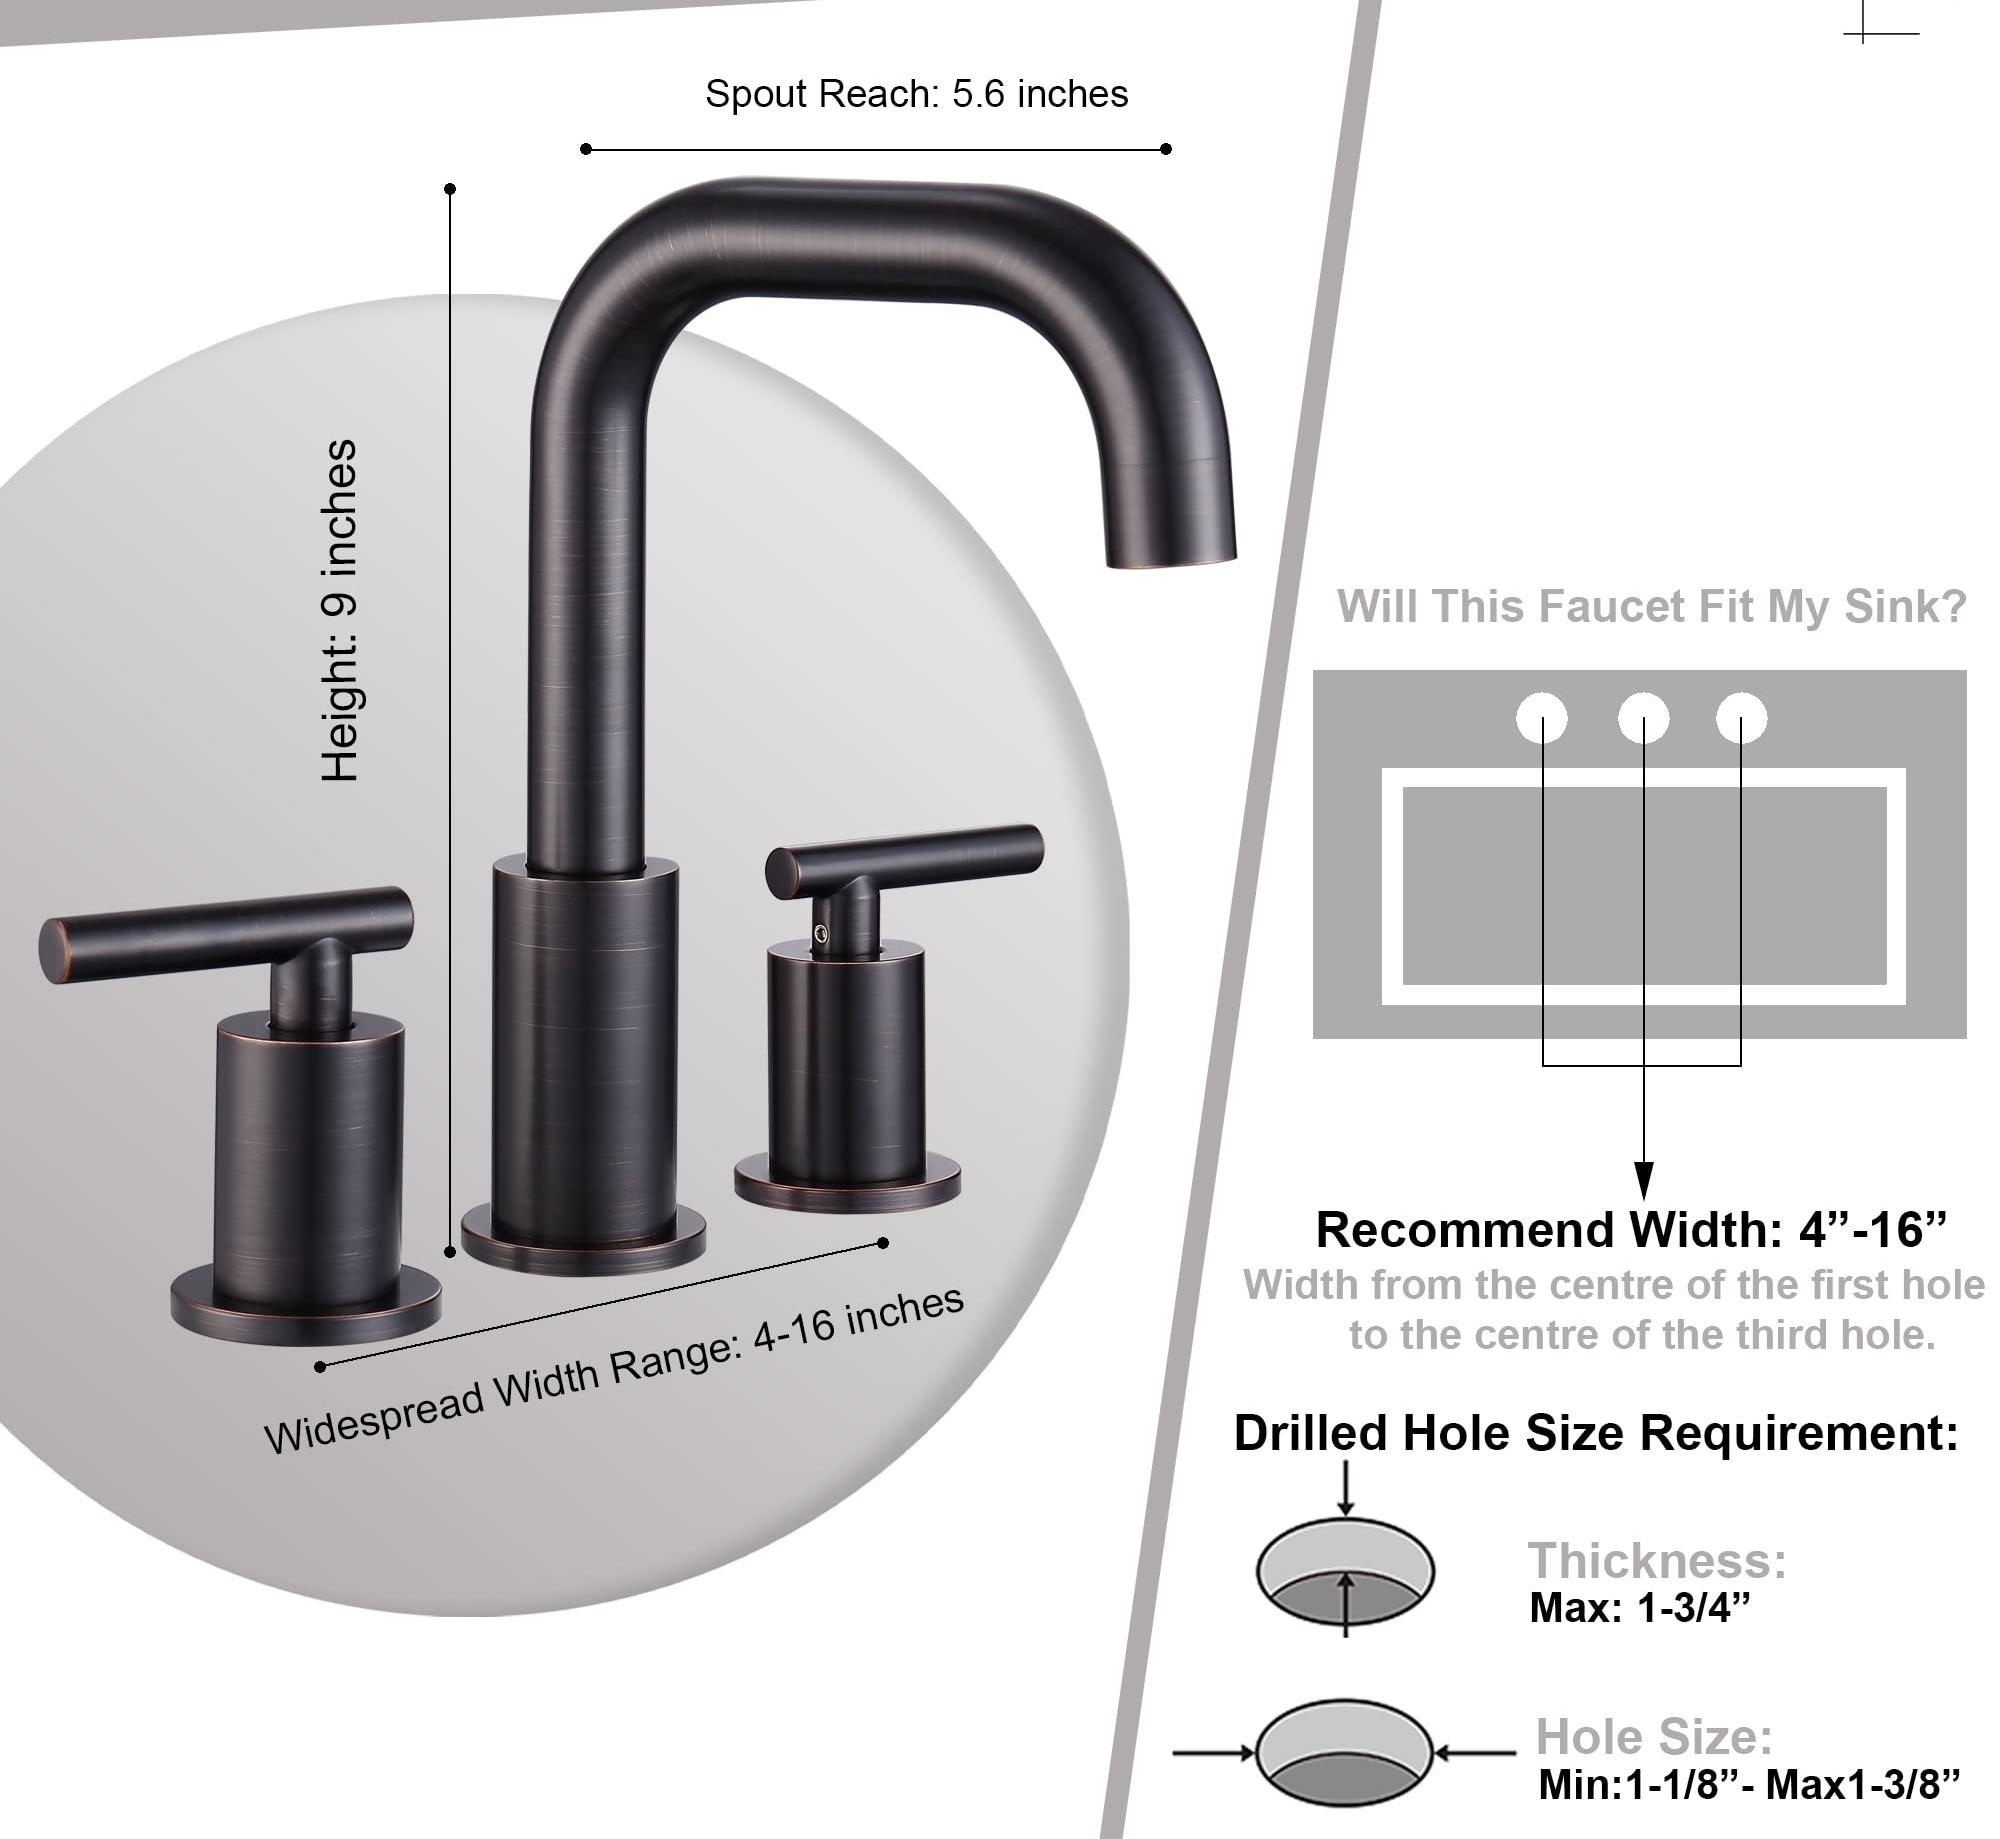 Spout Reach: 5.6 inches
Height: 9 inches
Widespread Width Range: 4-16 inches
Will This Faucet Fit My Sink?
Recommend Width: 4”-16”
Width from the centre of the first hole
to the centre of the third hole.
Drilled Hole Size Requirement:
Thickness:
Max: 1-3/4”
Hole Size:
Min:1-1/8”- Max1-3/8”